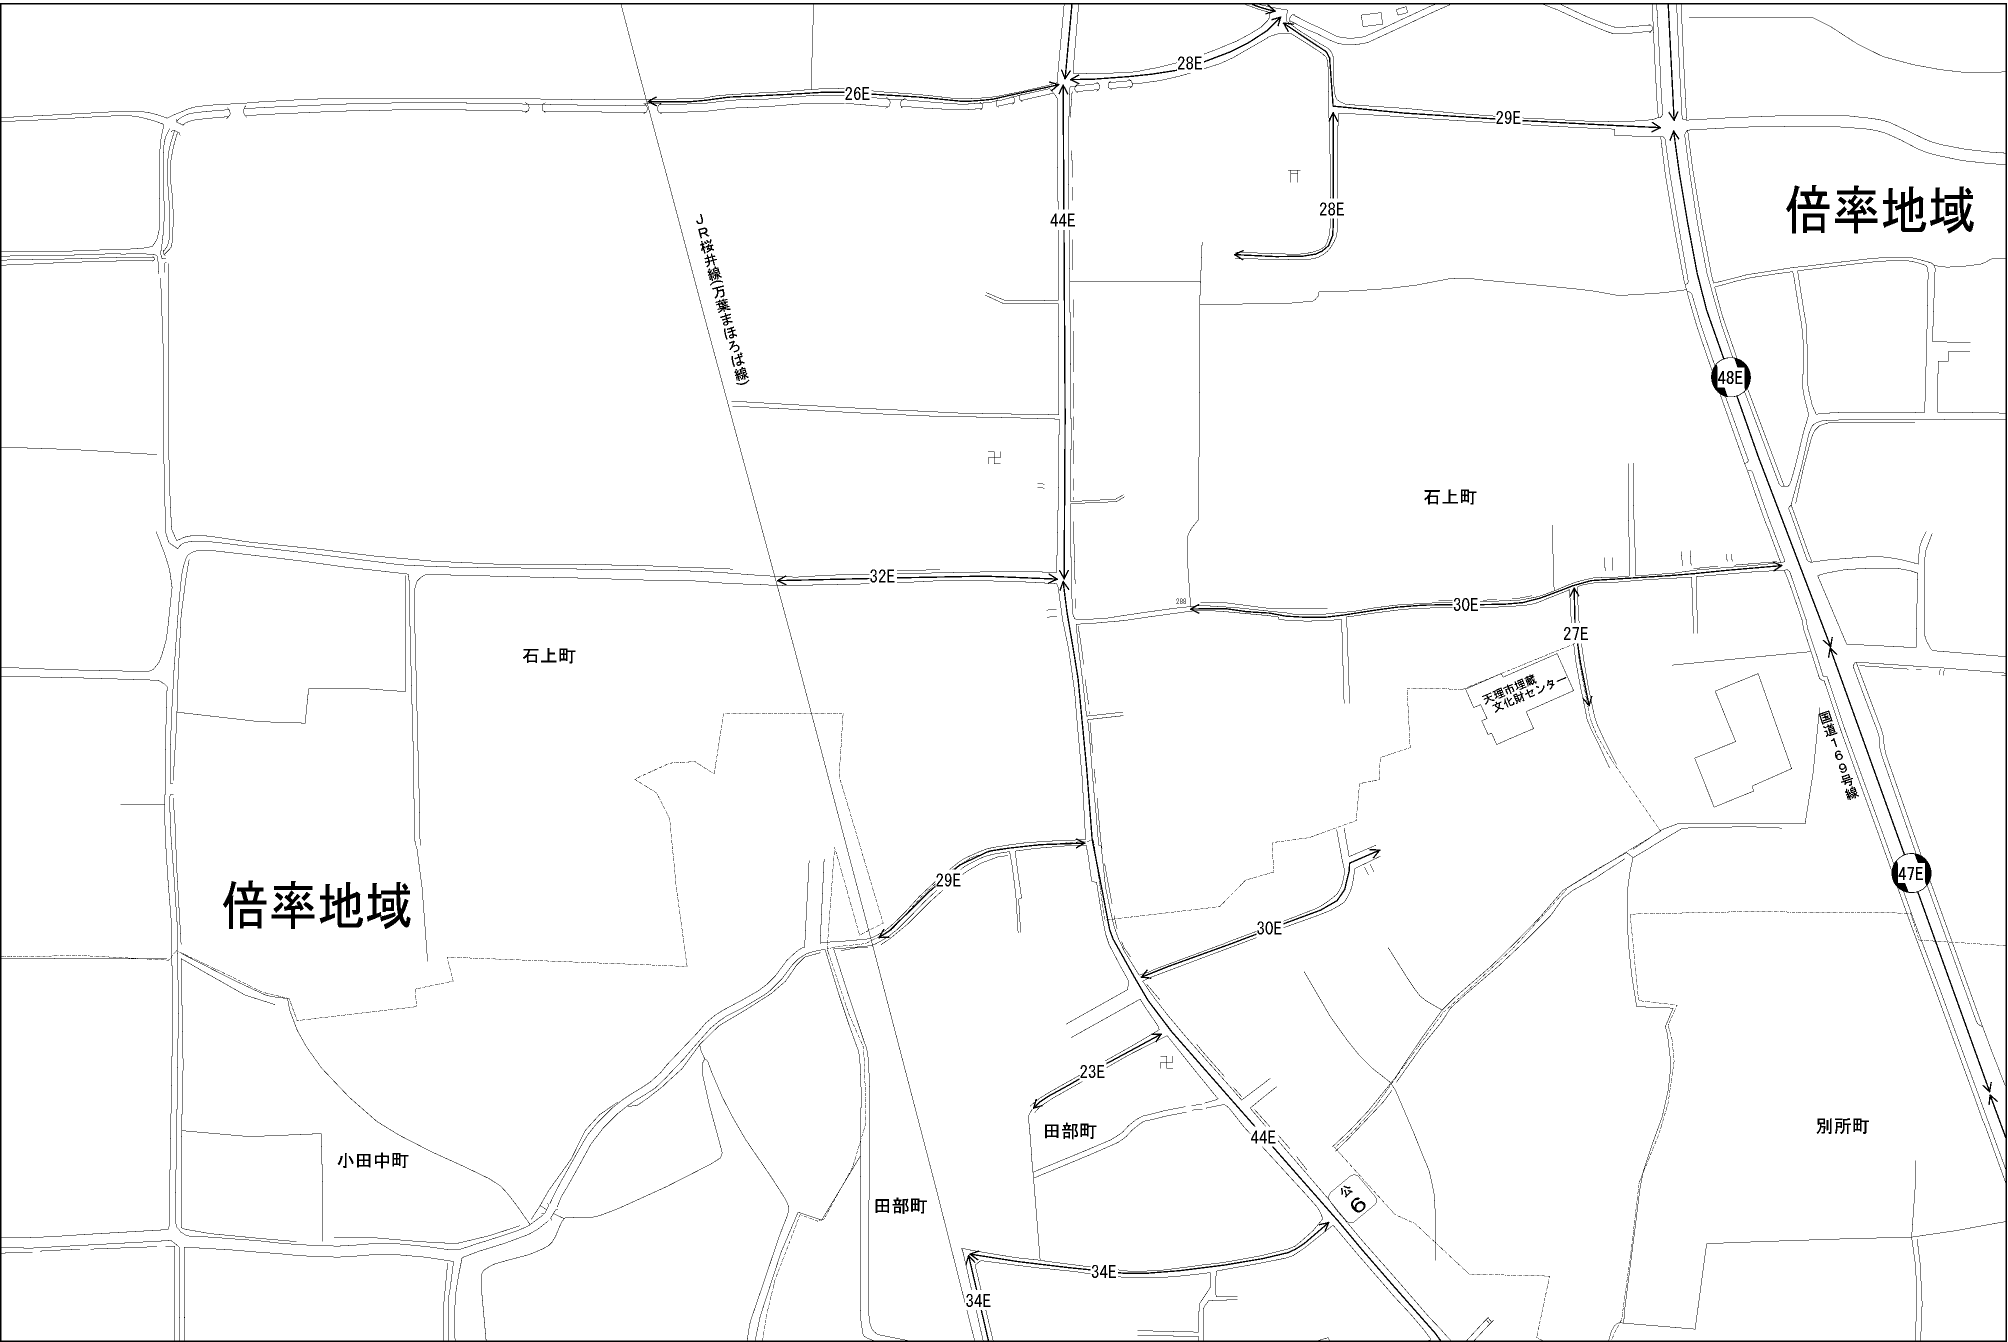 28E
26E
29E
倍率地域
44E
28E
JR桜井線(万葉まほろば線)
48E
石上町
32E
30E
288
27E
石上町
天理市埋蔵
文化財センター
国道169号線
29E
47E
倍率地域
30E
23E
田部町
44E
別所町
小田中町
公6
田部町
34E
34E